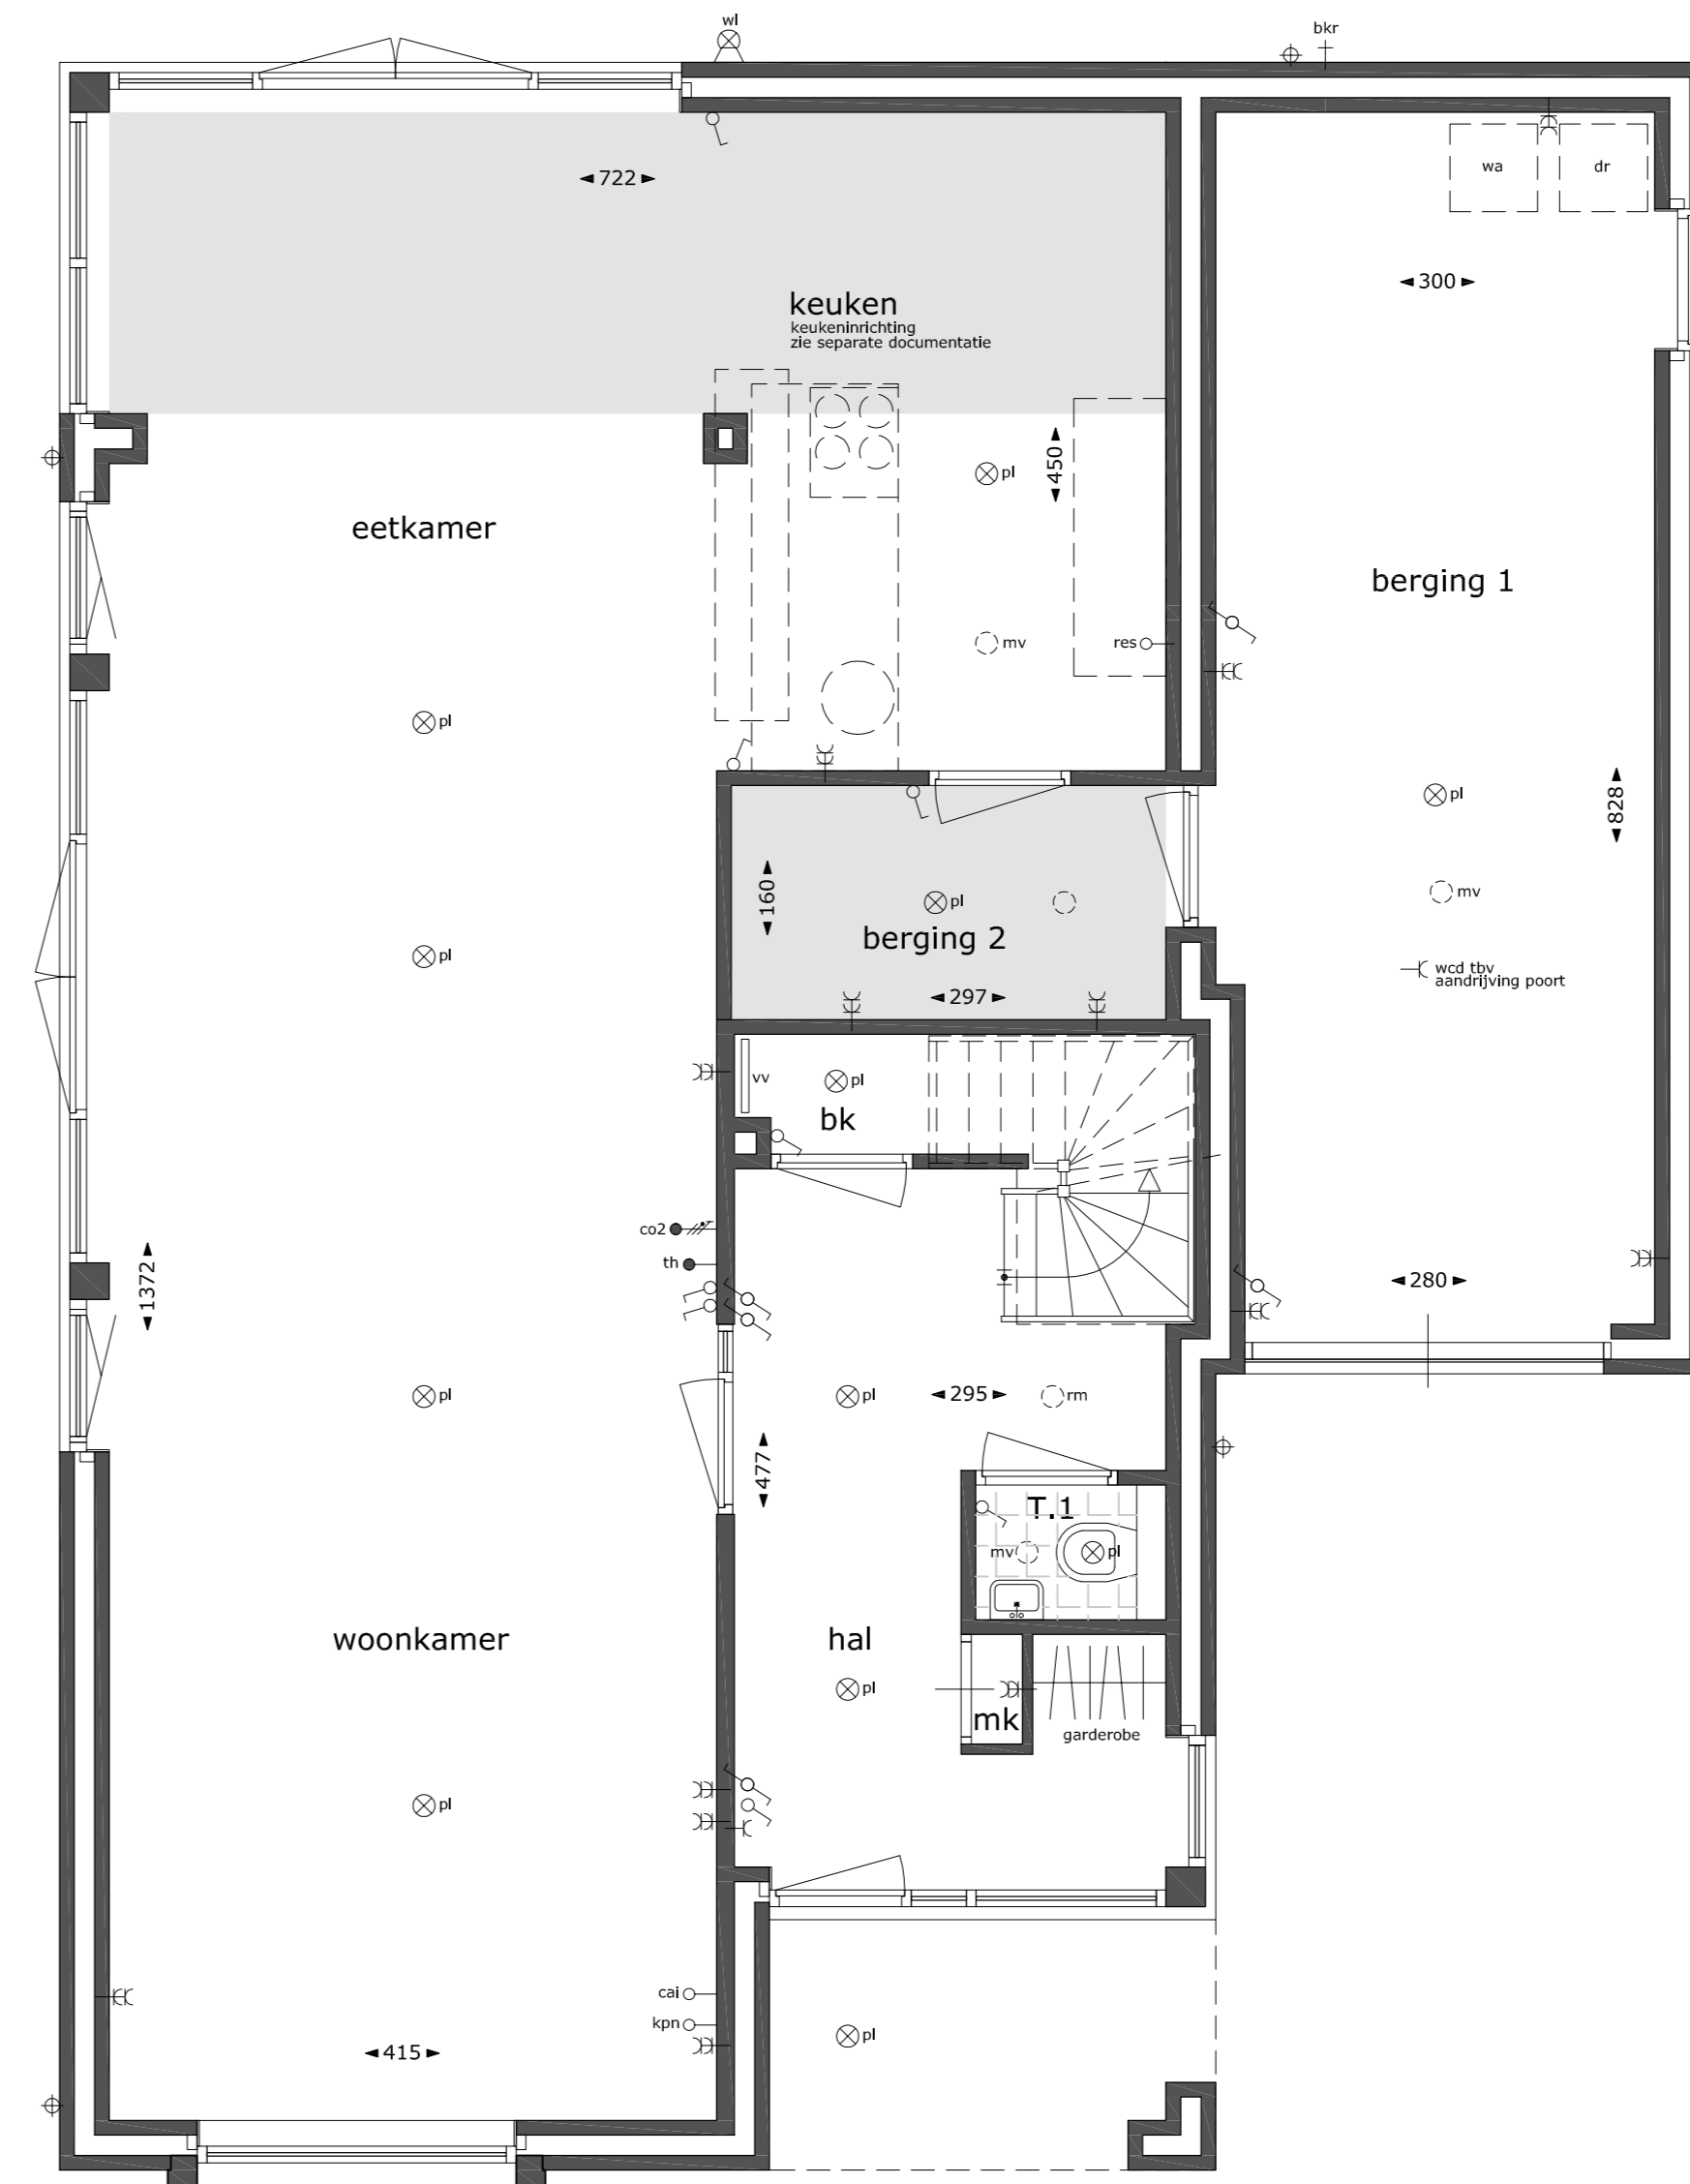 wl
bkr
722
wa
dr
300
keuken
keukeninrichting
zie separate documentatie
450
pl
eetkamer
berging 1
mv
res
pl
pl
828
160
pl
mv
berging 2
pl
wcd tbv
aandrijving poort
297
vv
pl
bk
co2
th
1372
280
pl
pl
295
rm
477
T.1
mv
pl
woonkamer
hal
pl
mk
garderobe
pl
cai
kpn
pl
415